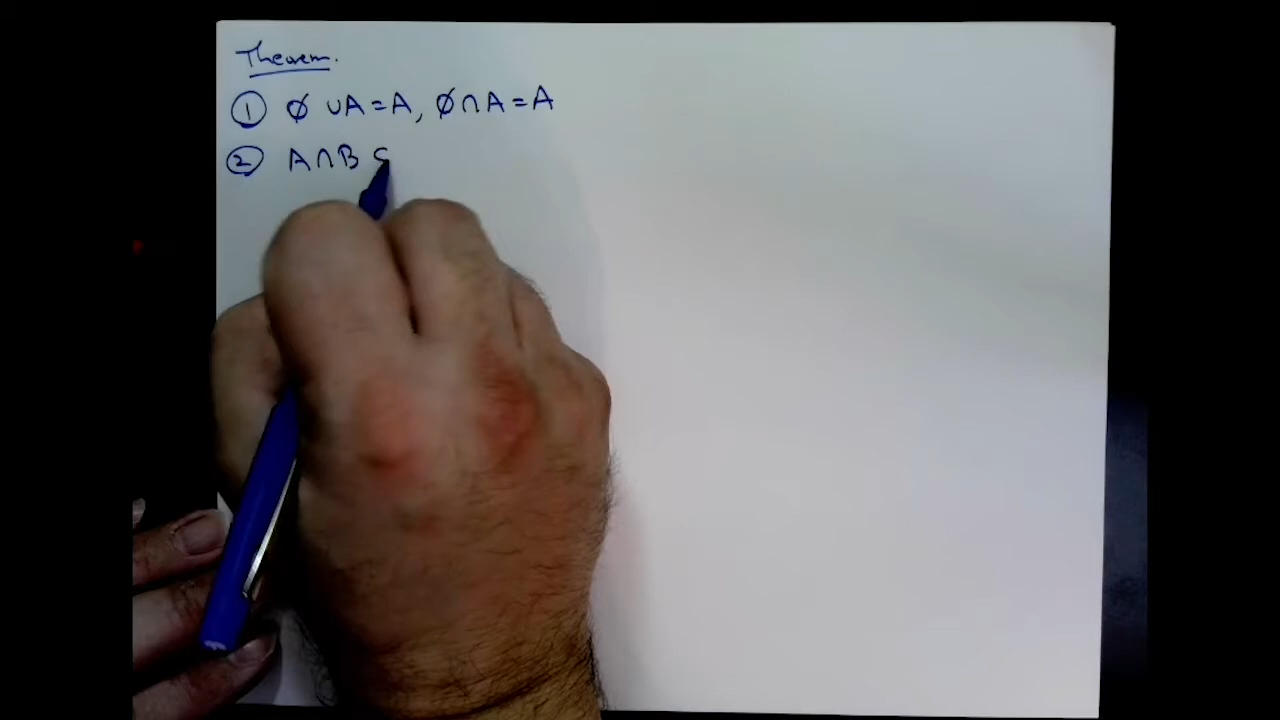 Theorem.
① ∅ ∪ A = A, ∅ ∩ A = A
② A ∩ B ⊂